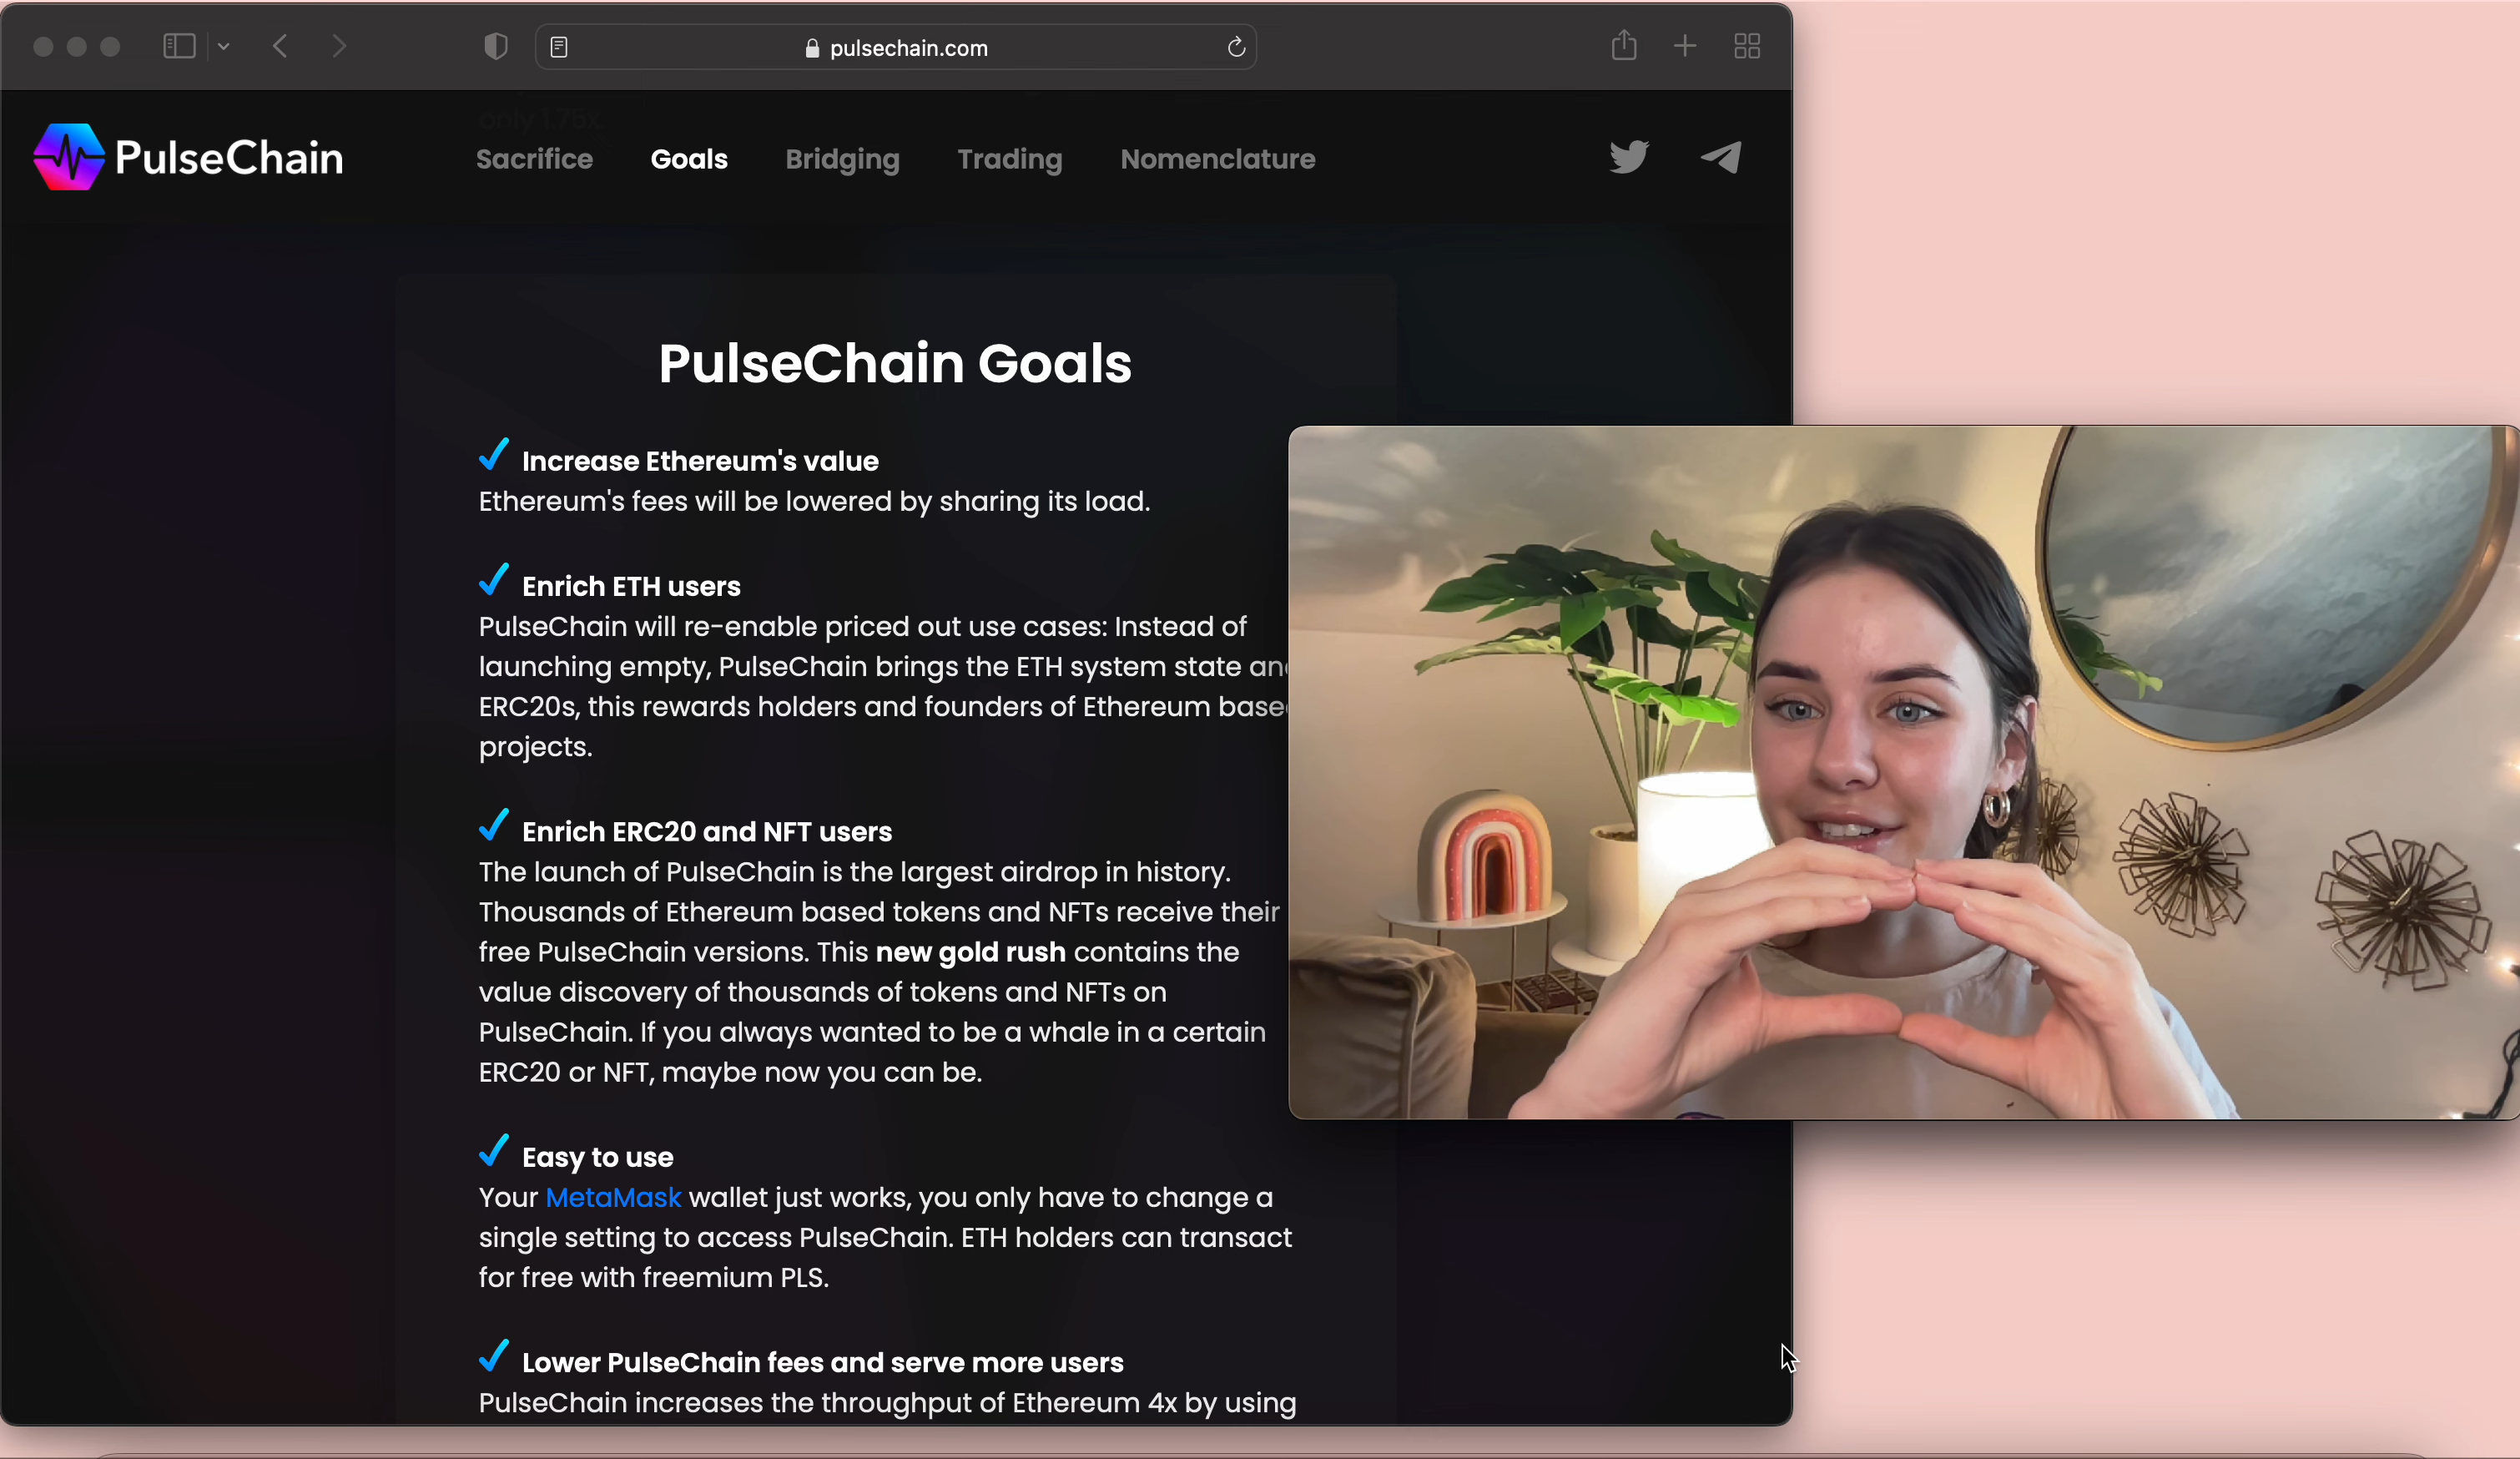 pulsechain.com
only 1.75x.
PulseChain
Sacrifice Goals Bridging Trading Nomenclature
PulseChain Goals
Increase Ethereum's value
Ethereum's fees will be lowered by sharing its load.
Enrich ETH users
PulseChain will re-enable priced out use cases: Instead of
launching empty, PulseChain brings the ETH system state
ERC20s, this rewards holders and founders of Ethereum
projects.
Enrich ERC20 and NFT users
The launch of PulseChain is the largest airdrop in history.
Thousands of Ethereum based tokens and NFTs receive their
free PulseChain versions. This new gold rush contains the
value discovery of thousands of tokens and NFTs on
PulseChain. If you always wanted to be a whale in a certain
ERC20 or NFT, maybe now you can be.
Easy to use
Your MetaMask wallet just works, you only have to change a
single setting to access PulseChain. ETH holders can transact
for free with freemium PLS.
Lower PulseChain fees and serve more users
PulseChain increases the throughput of Ethereum 4x by using